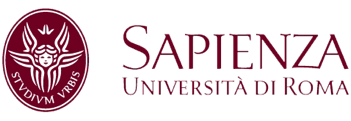 STVDIVM VRBIS
SAPIENZA
UNIVERSITÀ DI ROMA